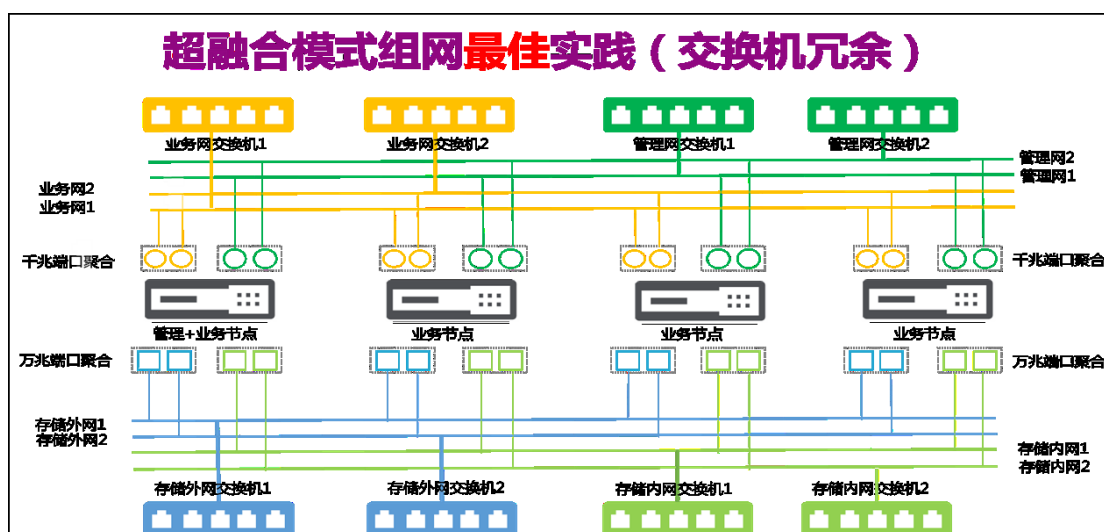 超融合模式组网最佳实践（交换机冗余）
业务网交换机1
业务网交换机2
管理网交换机1
管理网交换机2
管理网2
管理网1
业务网2
业务网1
千兆端口聚合
千兆端口聚合
管理+业务节点
业务节点
业务节点
业务节点
万兆端口聚合
万兆端口聚合
存储外网1
存储外网2
存储内网1
存储内网2
存储外网交换机1
存储外网交换机2
存储内网交换机1
存储内网交换机2